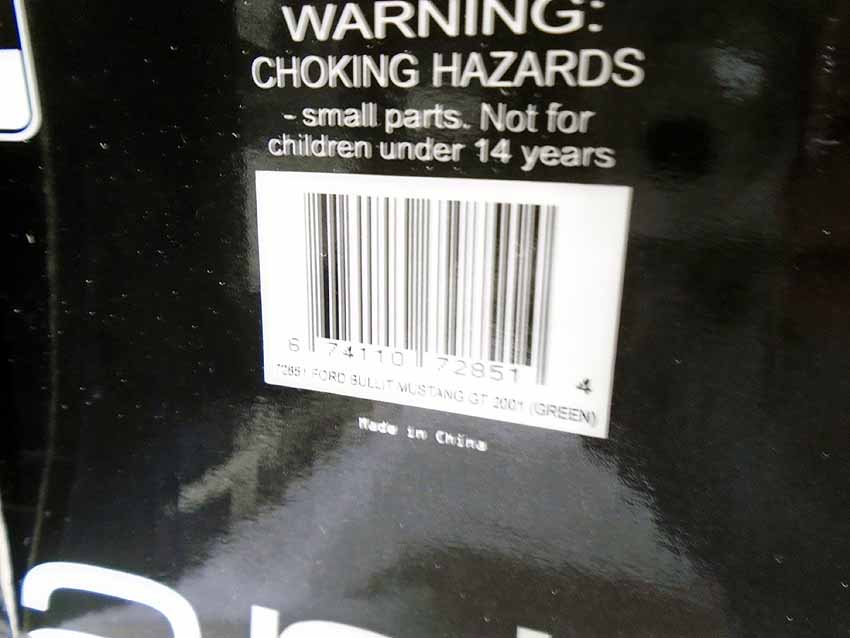 WARNING:
CHOKING HAZARDS
- small parts. Not for
children under 14 years
6 74110 72851 4
72851 FORD BULLIT MUSTANG GT 2001 (GREEN)
Made in China